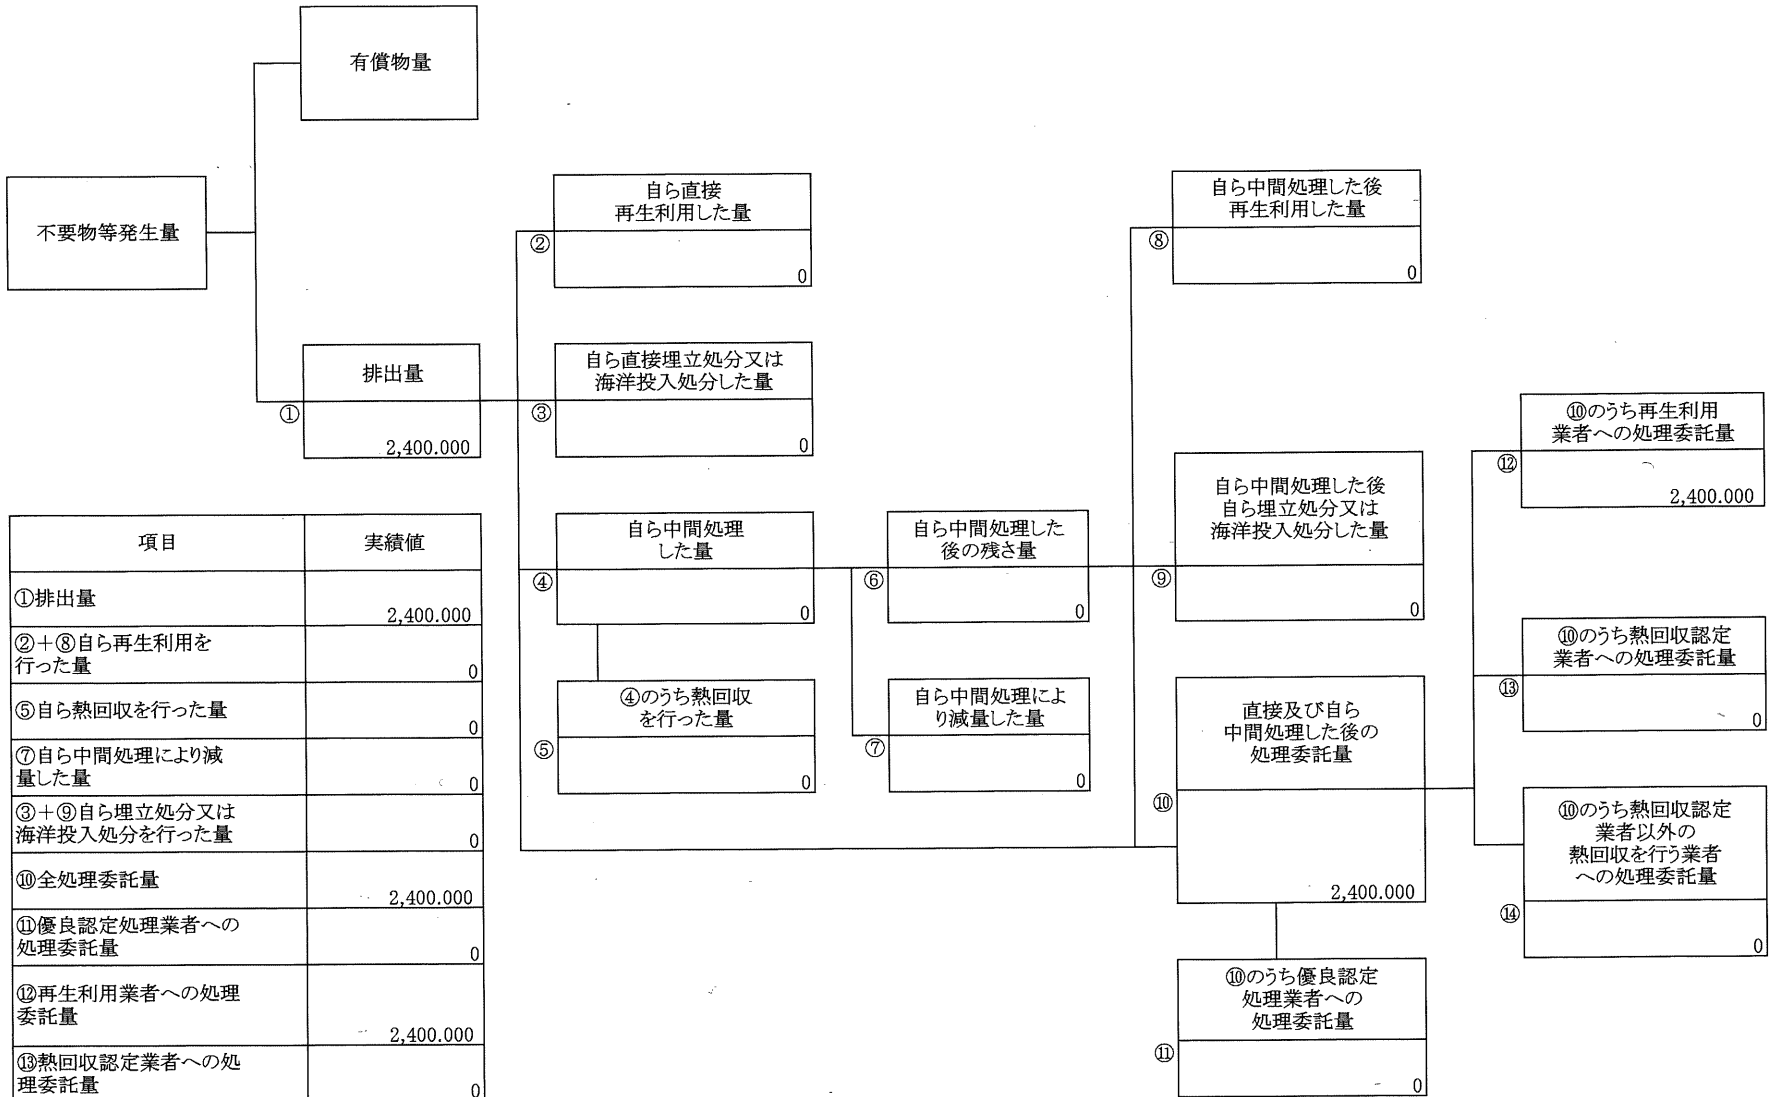 有償物量
不要物等発生量
排出量
①
2,400.000
自ら直接
再生利用した量
②
0
自ら直接埋立処分又は
海洋投入処分した量
③
0
自ら中間処理
した量
④
0
④のうち熱回収
を行った量
⑤
0
自ら中間処理した
後の残さ量
⑥
0
自ら中間処理によ
り減量した量
⑦
0
自ら中間処理した後
再生利用した量
⑧
0
自ら中間処理した後
自ら埋立処分又は
海洋投入処分した量
⑨
0
直接及び自ら
中間処理した後の
処理委託量
⑩
2,400.000
⑩のうち優良認定
処理業者への
処理委託量
⑪
0
⑩のうち再生利用
業者への処理委託量
⑫
2,400.000
⑩のうち熱回収認定
業者への処理委託量
⑬
0
⑩のうち熱回収認定
業者以外の
熱回収を行う業者
への処理委託量
⑭
0
項目 実績値
①排出量
2,400.000
②+⑧自ら再生利用を
行った量
0
⑤自ら熱回収を行った量
0
⑦自ら中間処理により減
量した量
0
③+⑨自ら埋立処分又は
海洋投入処分を行った量
0
⑩全処理委託量
2,400.000
⑪優良認定処理業者への
処理委託量
0
⑫再生利用業者への処理
委託量
2,400.000
⑬熱回収認定業者への処
理委託量
0